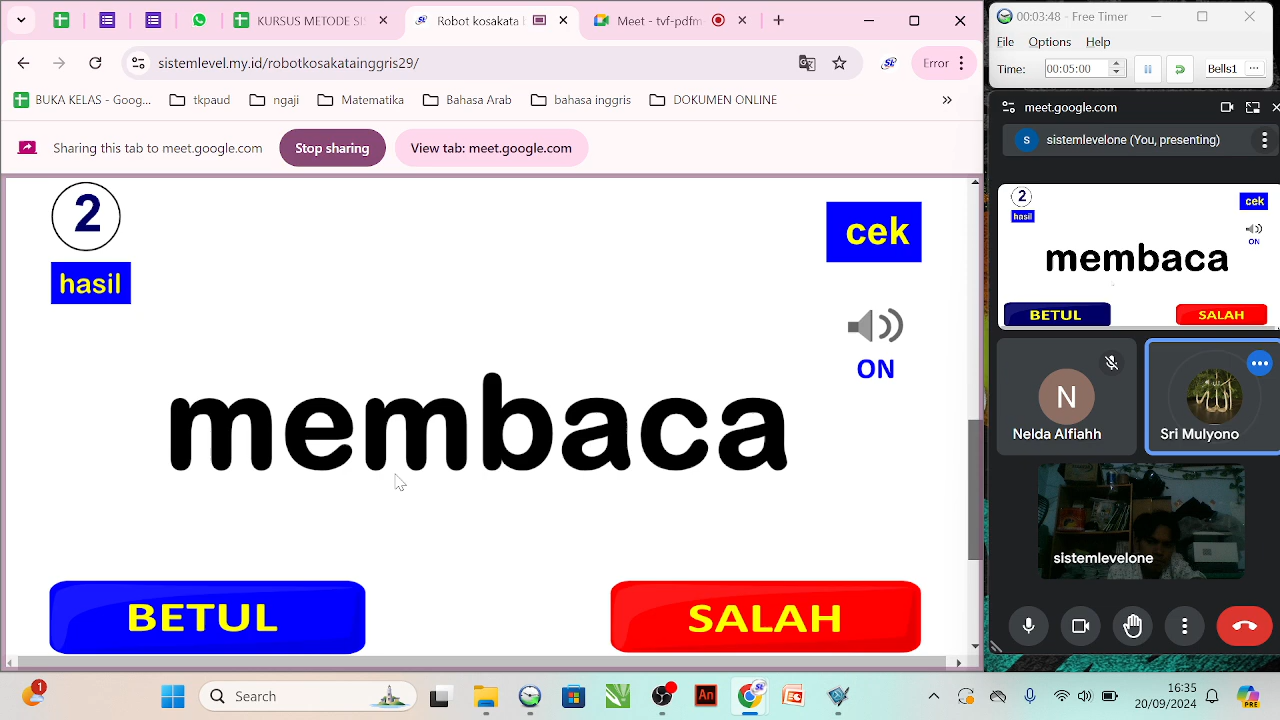 KURSUS METODE SI
Robot kosakata I
Meet - tvf-pdfm
sistemlevel.my.id/robotkosakatainggris29/
Error
BUKA KELAS - Goog...
tkpaud
Matematika
Bahasa Arab
bahasa inggris
DOKUMEN ONLINE
Sharing this tab to meet.google.com
Stop sharing
View tab: meet.google.com
2
hasil
cek
ON
membaca
BETUL
SALAH
00:03:48 - Free Timer
File Options Help
Time: 00:05:00
Bells1
meet.google.com
s
sistemlevelone (You, presenting)
2
hasil
cek
ON
membaca
BETUL
SALAH
N
Nelda Alfiahh
Sri Mulyono
sistemlevelone
1
Search
An
16:35
20/09/2024
PRE